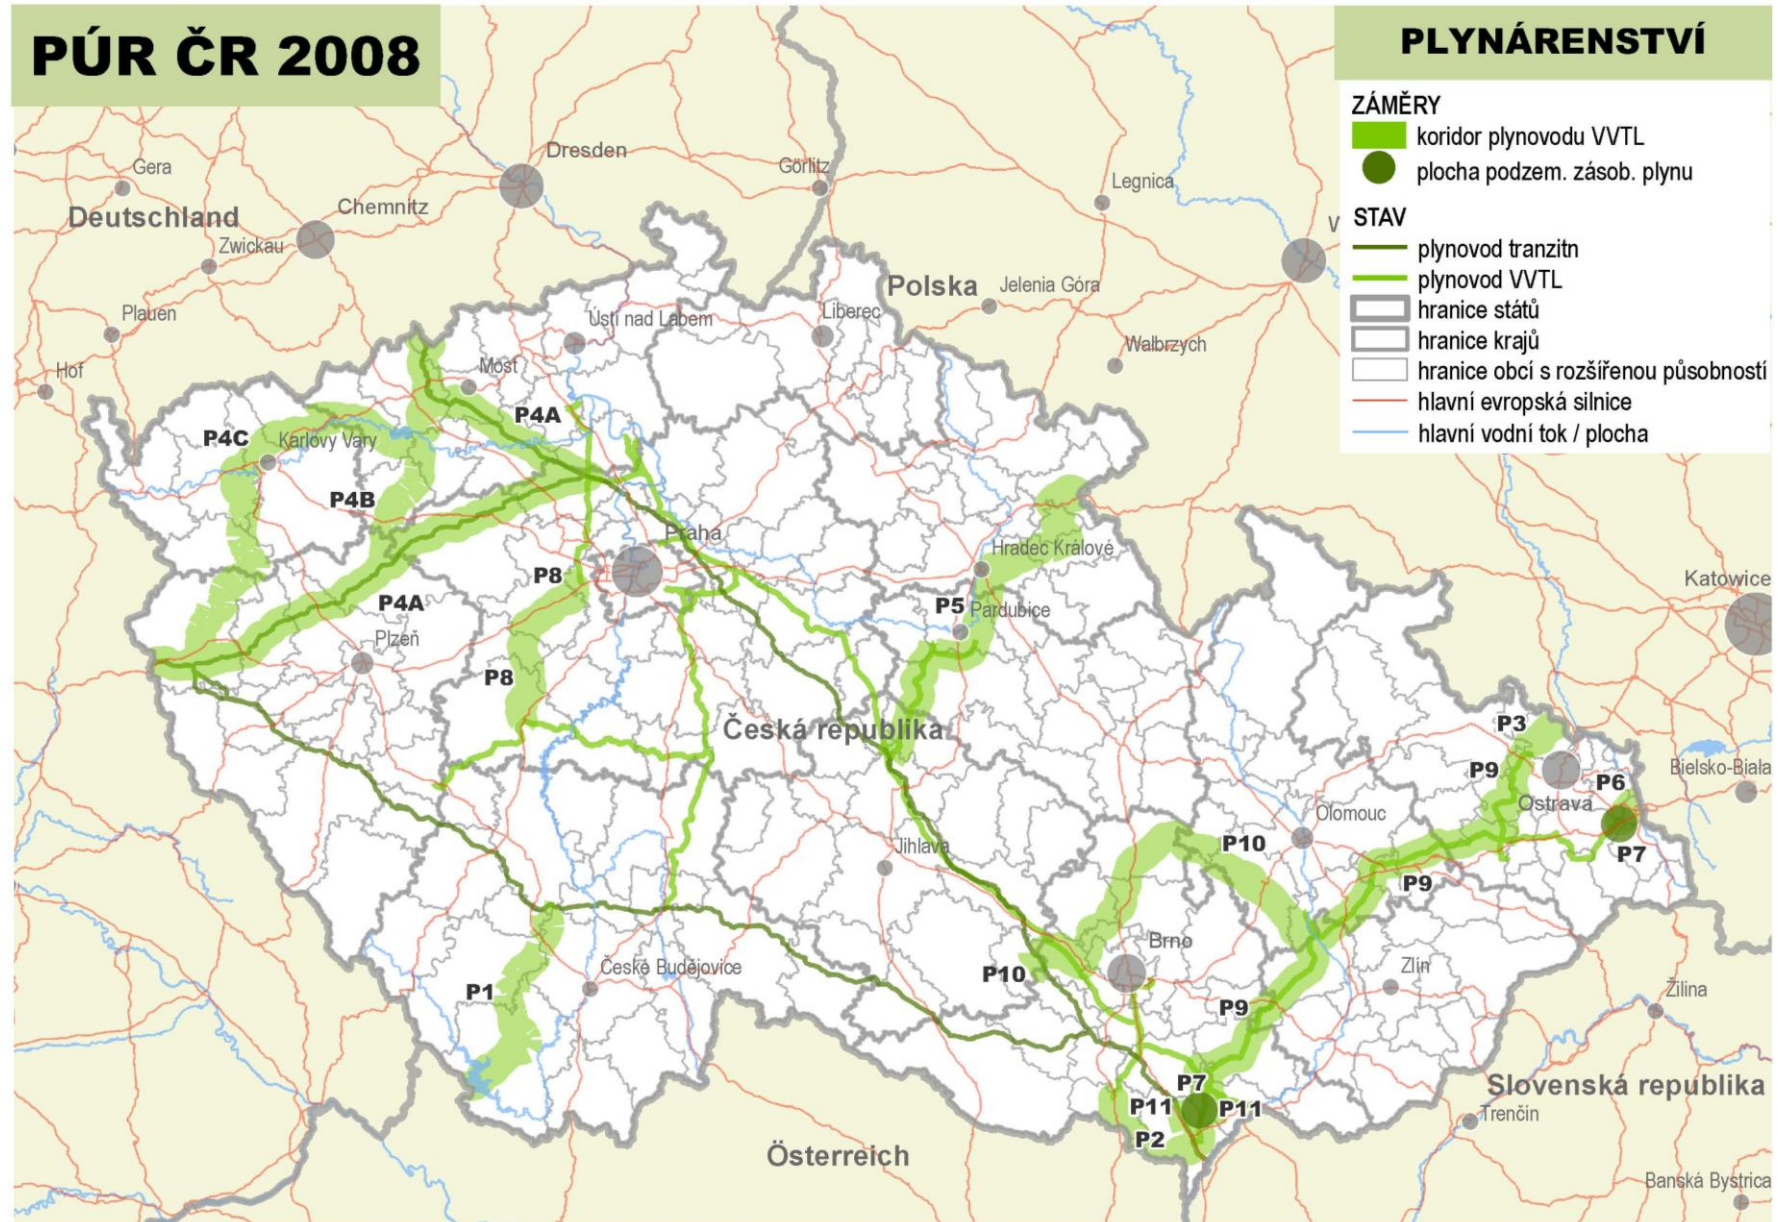 PÚR ČR 2008
PLYNÁRENSTVÍ
ZÁMĚRY
koridor plynovodu VVTL
plocha podzem. zásob. plynu
STAV
plynovod tranzitn
plynovod VVTL
hranice států
hranice krajů
hranice obcí s rozšířenou působností
hlavní evropská silnice
hlavní vodní tok / plocha
Dresden
Görlitz
Gera
Legnica
Deutschland
Chemnitz
Zwickau
W
Polska
Jelenia Góra
Plauen
Ústí nad Labem
Liberec
Wałbrzych
Hof
Most
P4A
P4C
Karlovy Vary
P4B
Praha
Hradec Králové
P8
Katowice
P4A
P5
Pardubice
Plzeň
P8
Česká republika
P3
P9
Bielsko-Biała
P6
Ostrava
Olomouc
P10
Jihlava
P7
P9
Brno
České Budějovice
P10
Zlín
P1
Žilina
P9
P7
Slovenská republika
P11
P11
Trenčín
P2
Österreich
Banská Bystrica